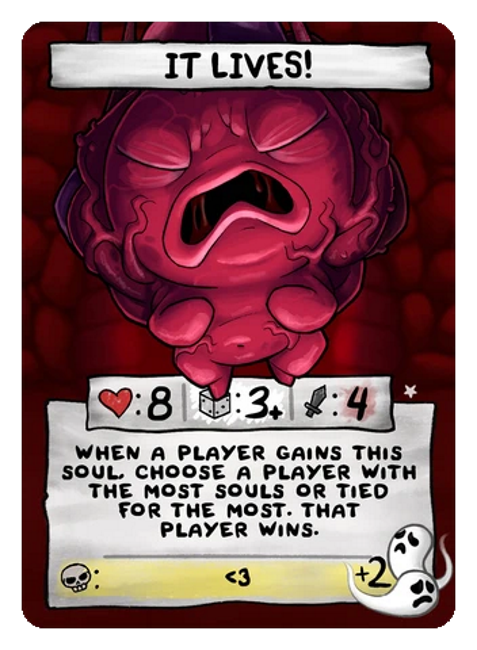 IT LIVES!
:8 :3+ :4
WHEN A PLAYER GAINS THIS
SOUL, CHOOSE A PLAYER WITH
THE MOST SOULS OR TIED
FOR THE MOST. THAT
PLAYER WINS.
: <3 +2